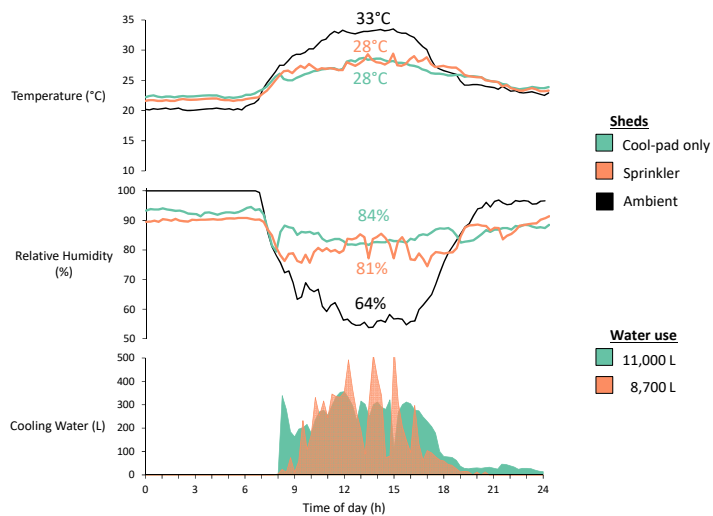 35
30
25
20
15
10
Temperature (°C)
33°C
28°C
28°C
100
90
80
70
60
50
Relative Humidity
(%)
84%
81%
64%
500
400
300
200
100
0
Cooling Water (L)
0 3 6 9 12 15 18 21 24
Time of day (h)
Sheds
Cool-pad only
Sprinkler
Ambient
Water use
11,000 L
8,700 L